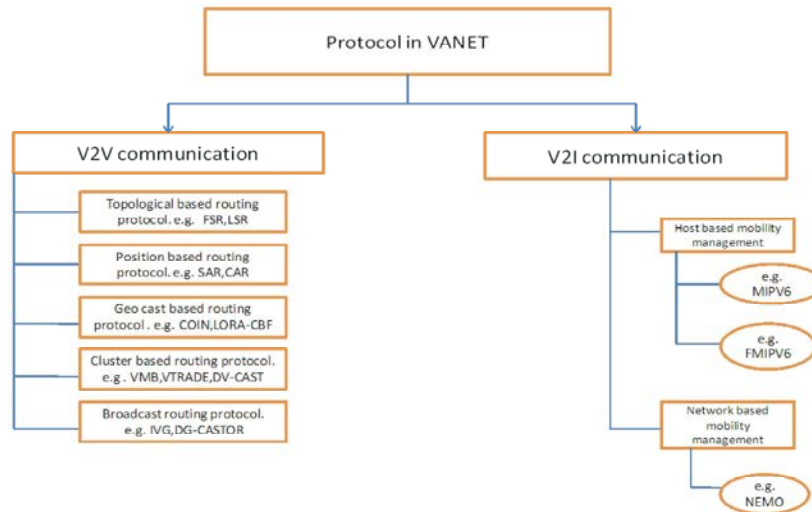 Protocol in VANET
V2V communication
Topological based routing
protocol. e.g. FSR,LSR
Position based routing
protocol. e.g. SAR, CAR
Geo cast based routing
protocol . e.g. COIN,LORA-CBF
Cluster based routing protocol.
e.g . VMB,VTRADE,DV-CAST
Broadcast routing protocol.
e.g. IVG,DG-CASTOR
V2I communication
Host based mobility
management
e.g.
MIPV6
e.g.
FMIPV6
Network based
mobility
management
e.g.
NEMO